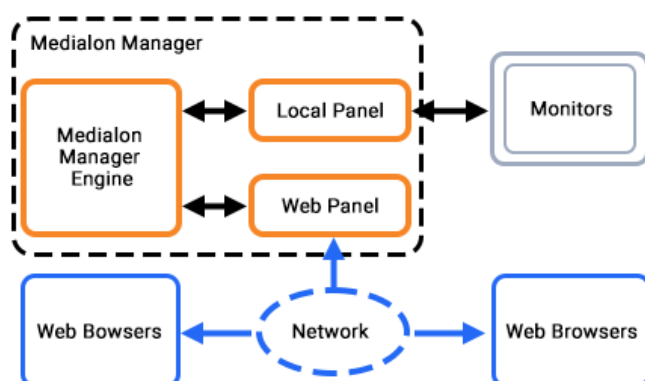 Medialon Manager
Medialon
Manager
Engine
Local Panel
Monitors
Web Panel
Web Bowsers
Network
Web Browsers